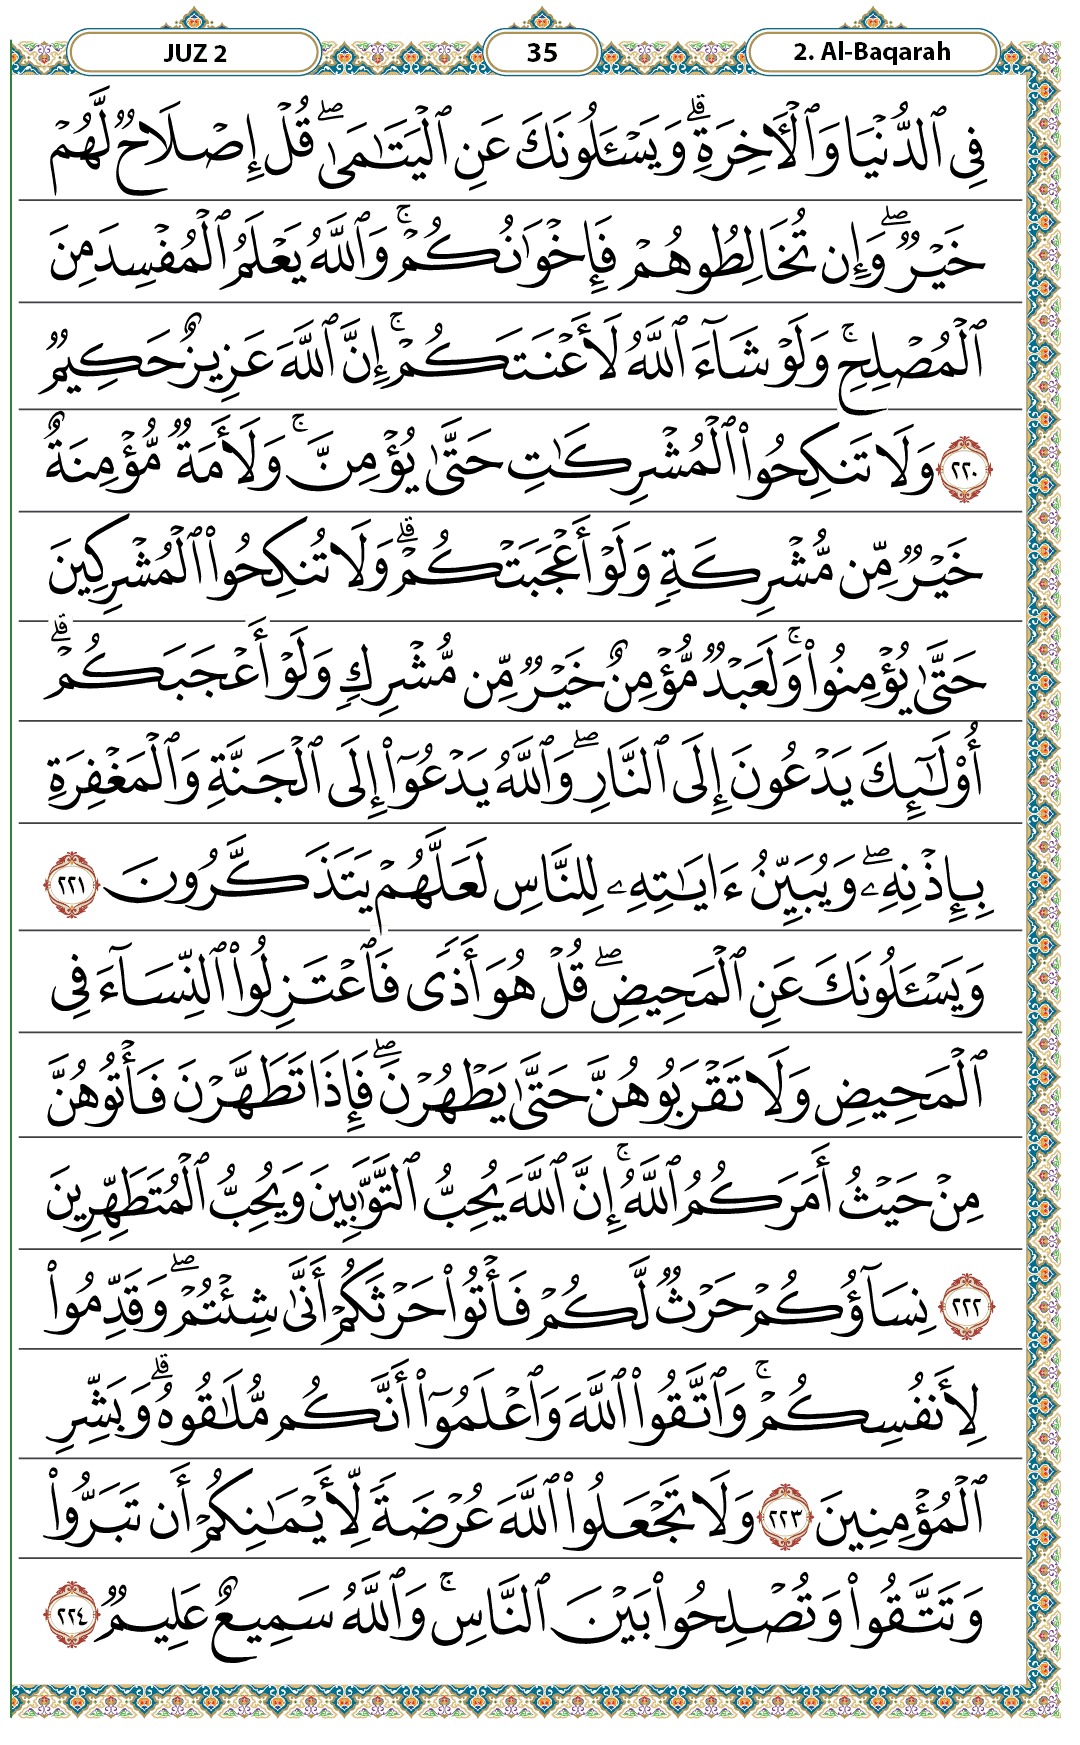 JUZ 2
35
2. Al-Baqarah
فِى ٱلدُّنْيَا وَٱلْـَٔاخِرَةِ ۗ وَيَسْـَٔلُونَكَ عَنِ ٱلْيَتَـٰمَىٰ ۖ قُلْ إِصْلَاحٌ لَّهُمْ
خَيْرٌ ۖ وَإِن تُخَالِطُوهُمْ فَإِخْوَٰنُكُمْ ۚ وَٱللَّهُ يَعْلَمُ ٱلْمُفْسِدَ مِنَ
ٱلْمُصْلِحِ ۚ وَلَوْ شَآءَ ٱللَّهُ لَأَعْنَتَكُمْ ۚ إِنَّ ٱللَّهَ عَزِيزٌ حَكِيمٌ
٢٢٠ وَلَا تَنكِحُوا۟ ٱلْمُشْرِكَـٰتِ حَتَّىٰ يُؤْمِنَّ ۚ وَلَأَمَةٌ مُّؤْمِنَةٌ
خَيْرٌ مِّن مُّشْرِكَةٍ وَلَوْ أَعْجَبَتْكُمْ ۗ وَلَا تُنكِحُوا۟ ٱلْمُشْرِكِينَ
حَتَّىٰ يُؤْمِنُوا۟ ۚ وَلَعَبْدٌ مُّؤْمِنٌ خَيْرٌ مِّن مُّشْرِكٍ وَلَوْ أَعْجَبَكُمْ ۗ
أُو۟لَـٰٓئِكَ يَدْعُونَ إِلَى ٱلنَّارِ ۖ وَٱللَّهُ يَدْعُوٓا۟ إِلَى ٱلْجَنَّةِ وَٱلْمَغْفِرَةِ
بِإِذْنِهِۦ ۖ وَيُبَيِّنُ ءَايَـٰتِهِۦ لِلنَّاسِ لَعَلَّهُمْ يَتَذَكَّرُونَ ٢٢١
وَيَسْـَٔلُونَكَ عَنِ ٱلْمَحِيضِ ۖ قُلْ هُوَ أَذًى فَٱعْتَزِلُوا۟ ٱلنِّسَآءَ فِى
ٱلْمَحِيضِ وَلَا تَقْرَبُوهُنَّ حَتَّىٰ يَطْهُرْنَ ۖ فَإِذَا تَطَهَّرْنَ فَأْتُوهُنَّ
مِنْ حَيْثُ أَمَرَكُمُ ٱللَّهُ ۚ إِنَّ ٱللَّهَ يُحِبُّ ٱلتَّوَّٰبِينَ وَيُحِبُّ ٱلْمُتَطَهِّرِينَ
٢٢٢ نِسَآؤُكُمْ حَرْثٌ لَّكُمْ فَأْتُوا۟ حَرْثَكُمْ أَنَّىٰ شِئْتُمْ ۖ وَقَدِّمُوا۟
لِأَنفُسِكُمْ ۚ وَٱتَّقُوا۟ ٱللَّهَ وَٱعْلَمُوٓا۟ أَنَّكُم مُّلَـٰقُوهُ ۗ وَبَشِّرِ
ٱلْمُؤْمِنِينَ ٢٢٣ وَلَا تَجْعَلُوا۟ ٱللَّهَ عُرْضَةً لِّأَيْمَـٰنِكُمْ أَن تَبَرُّوا۟
وَتَتَّقُوا۟ وَتُصْلِحُوا۟ بَيْنَ ٱلنَّاسِ ۚ وَٱللَّهُ سَمِيعٌ عَلِيمٌ ٢٢٤